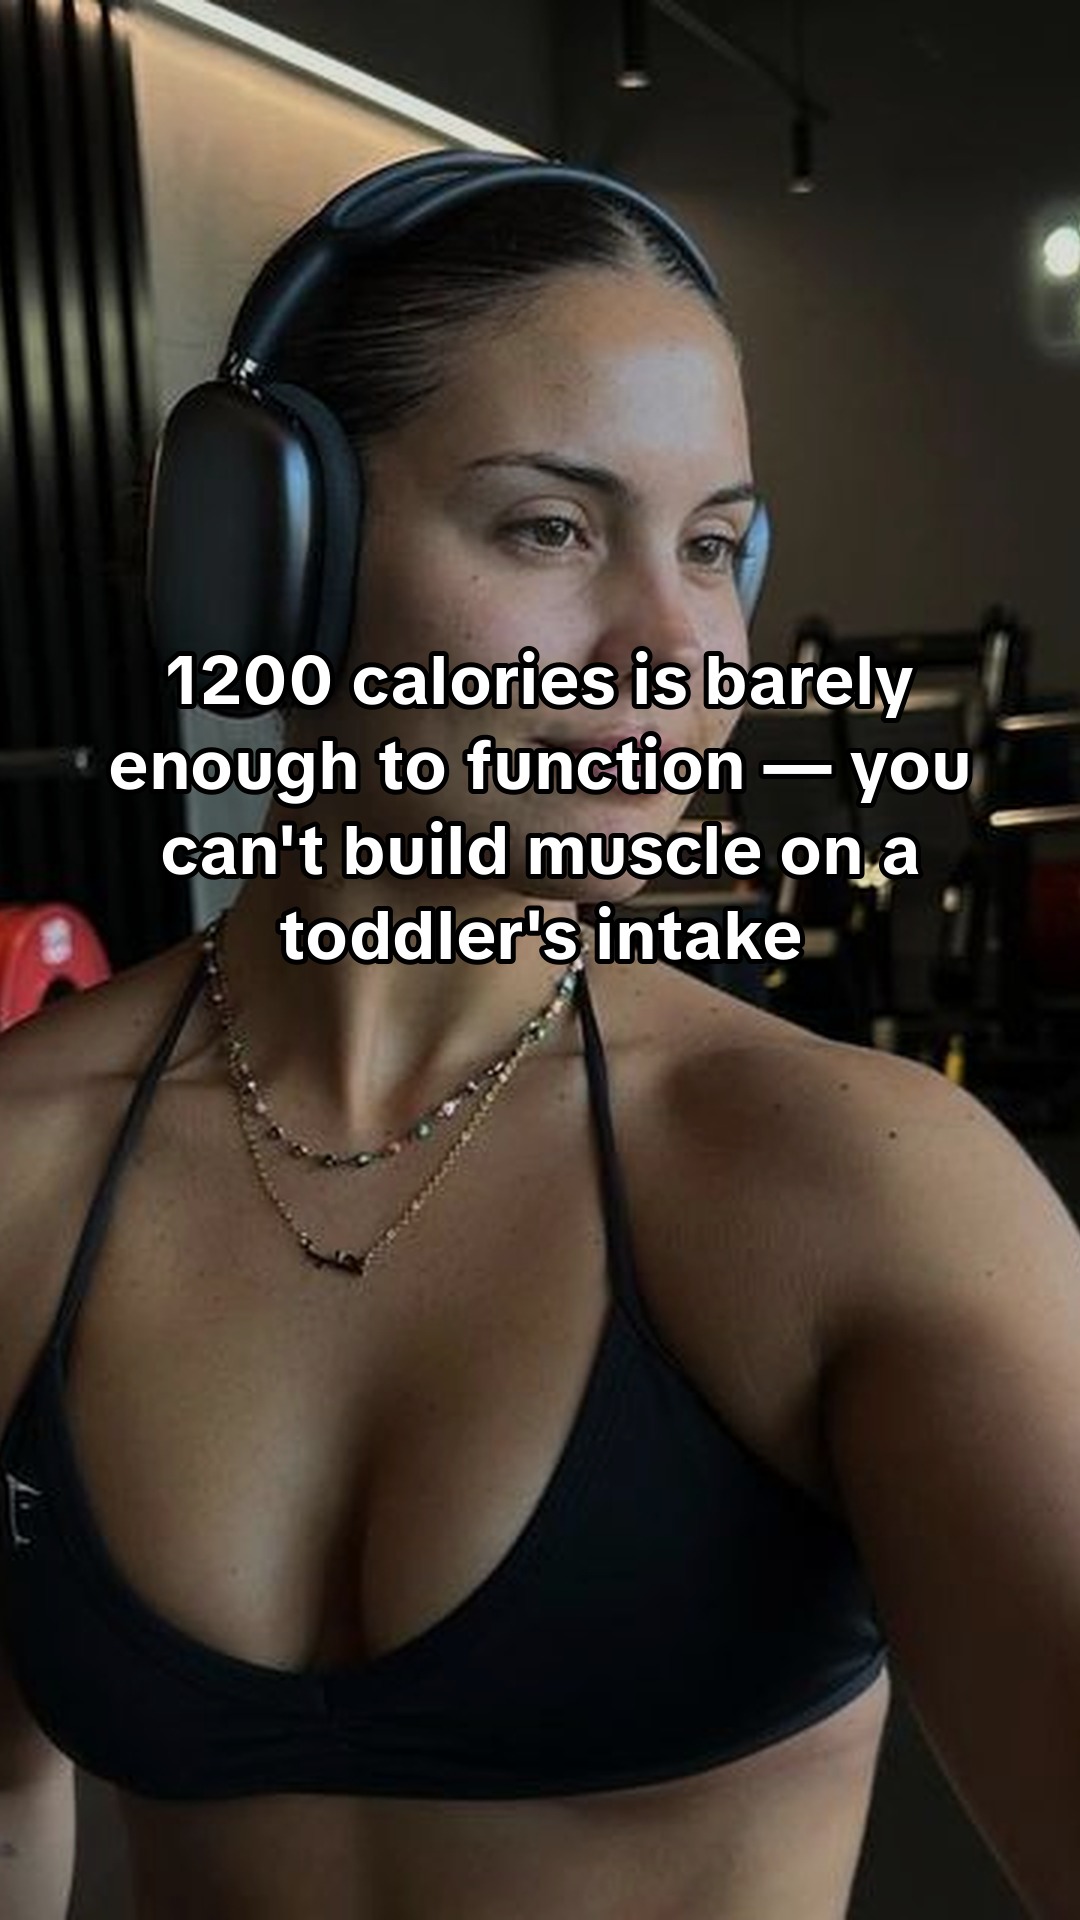 1200 calories is barely
enough to function — you
can't build muscle on a
toddler's intake